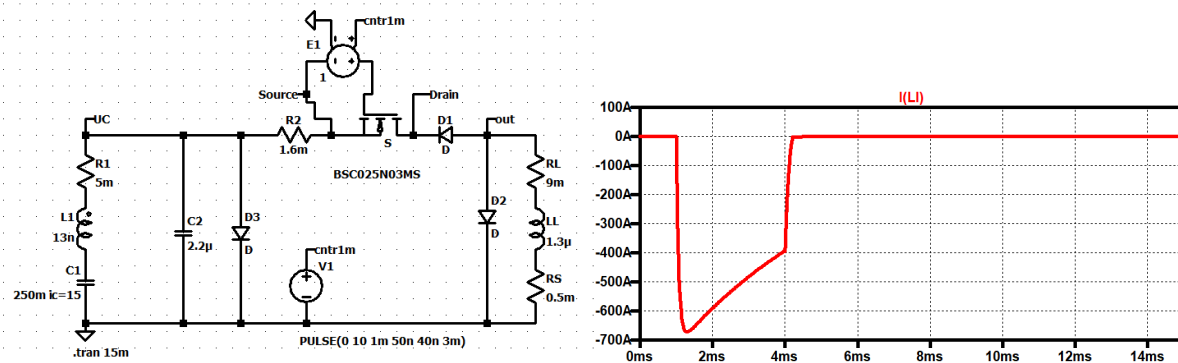 cntr1m
E1
1
Source
Drain
UC
R2
1.6m
S
D1
D
out
BSC025N03MS
R1
5m
L1
13n
C2
2.2µ
D3
D
D2
D
RL
9m
LL
1.3µ
cntr1m
V1
C1
250m ic=15
RS
0.5m
PULSE(0 10 1m 50n 40n 3m)
.tran 15m
I(LI)
100A
0A
-100A
-200A
-300A
-400A
-500A
-600A
-700A
0ms 2ms 4ms 6ms 8ms 10ms 12ms 14ms